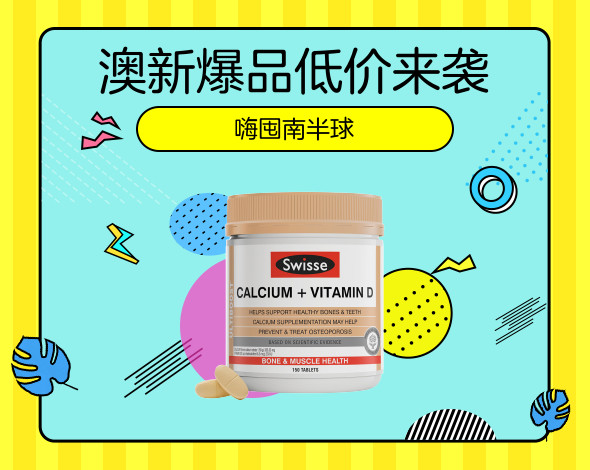 澳新爆品低价来袭
嗨囤南半球
Swisse
CALCIUM + VITAMIN D
HELPS SUPPORT HEALTHY BONES & TEETH
CALCIUM SUPPLEMENTATION MAY HELP
PREVENT & TREAT OSTEOPOROSIS
BASED ON SCIENTIFIC EVIDENCE
BONE & MUSCLE HEALTH
150 TABLETS